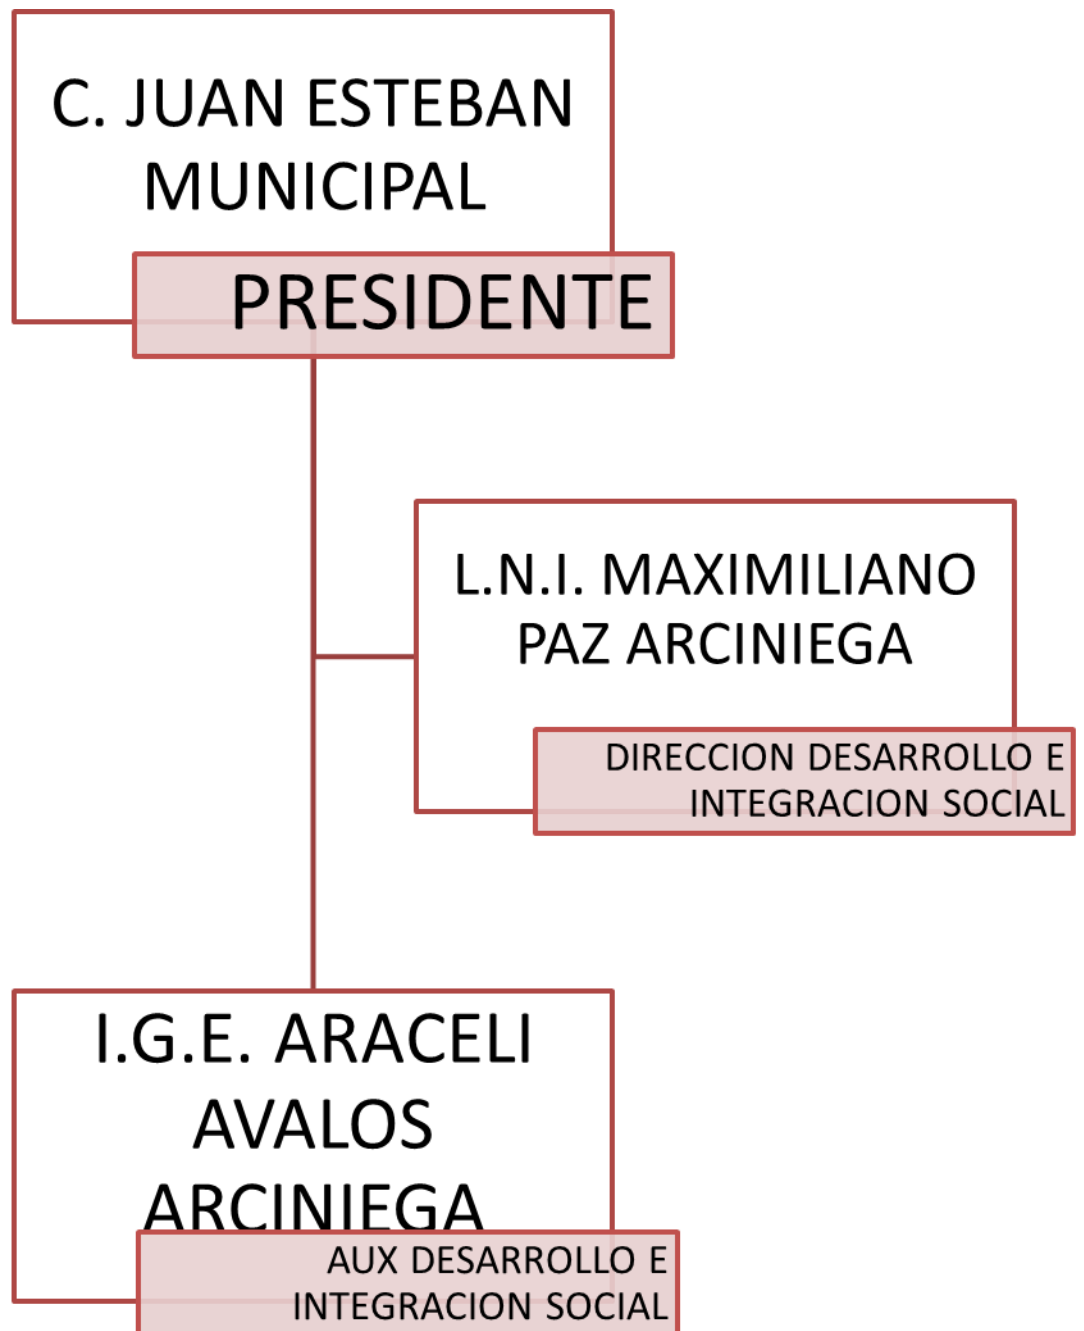 C. JUAN ESTEBAN
MUNICIPAL
PRESIDENTE
L.N.I. MAXIMILIANO
PAZ ARCINIEGA
DIRECCION DESARROLLO E
INTEGRACION SOCIAL
I.G.E. ARACELI
AVALOS
ARCINIEGA
AUX DESARROLLO E
INTEGRACION SOCIAL